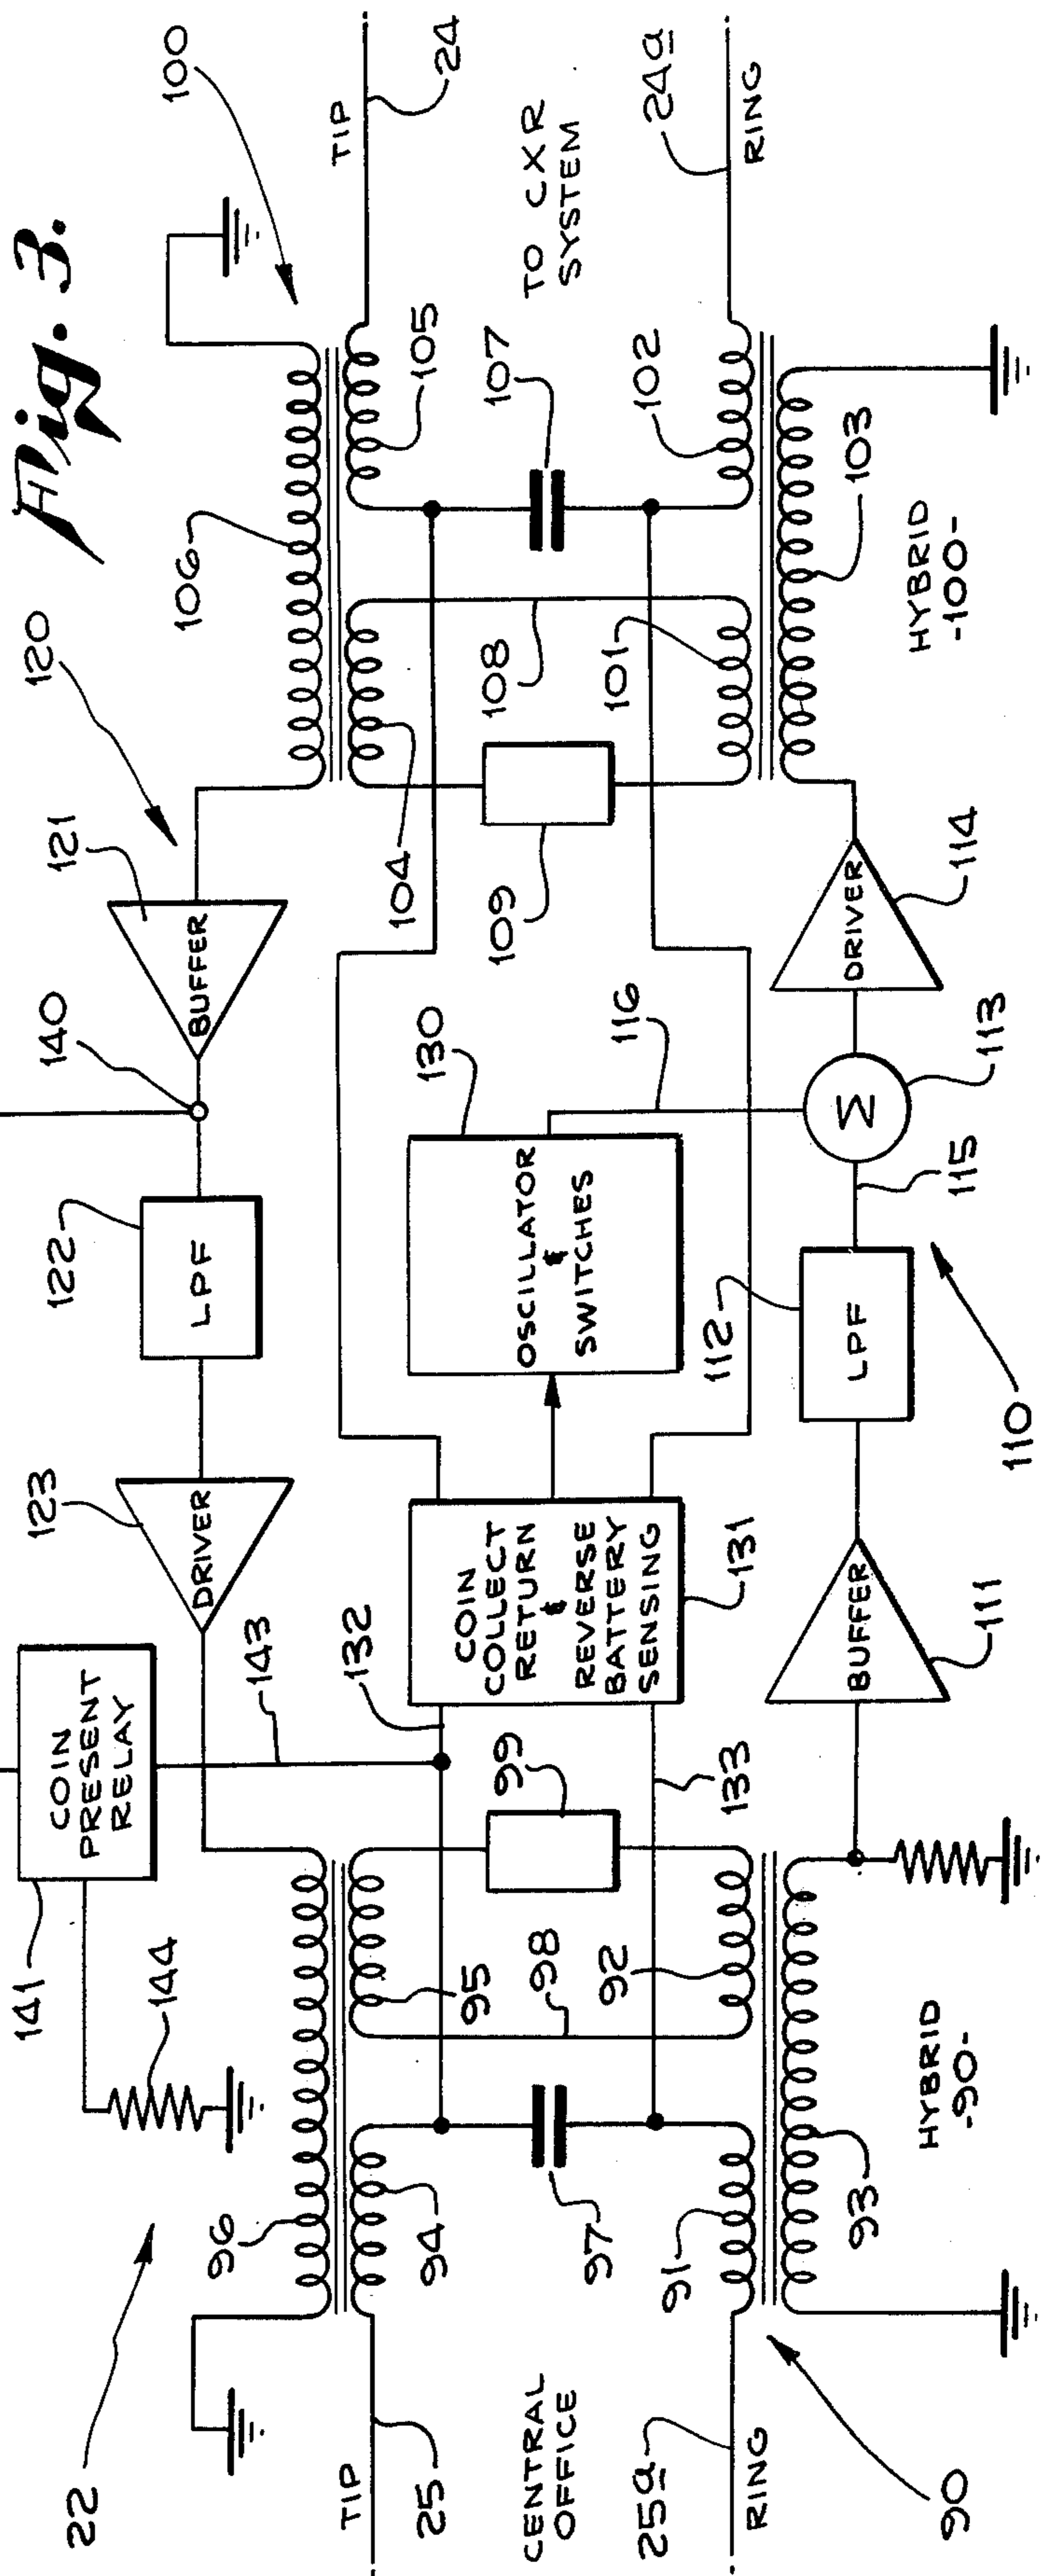 Fig. 3.
22
141
COIN
PRESENT
RELAY
144
143
123
DRIVER
122
LPF
140
121
BUFFER
120
106
100
96
TIP
25
94
95
132
104
105
TIP
24
CENTRAL
OFFICE
97
98
99
COIN
COLLECT
RETURN
&
REVERSE
BATTERY
SENSING
131
OSCILLATOR
&
SWITCHES
130
116
109
108
107
TO CXR
SYSTEM
25a
RING
91
92
133
112
101
102
24a
RING
90
93
HYBRID
-90-
BUFFER
111
LPF
110
115
Σ
113
DRIVER
114
103
HYBRID
-100-